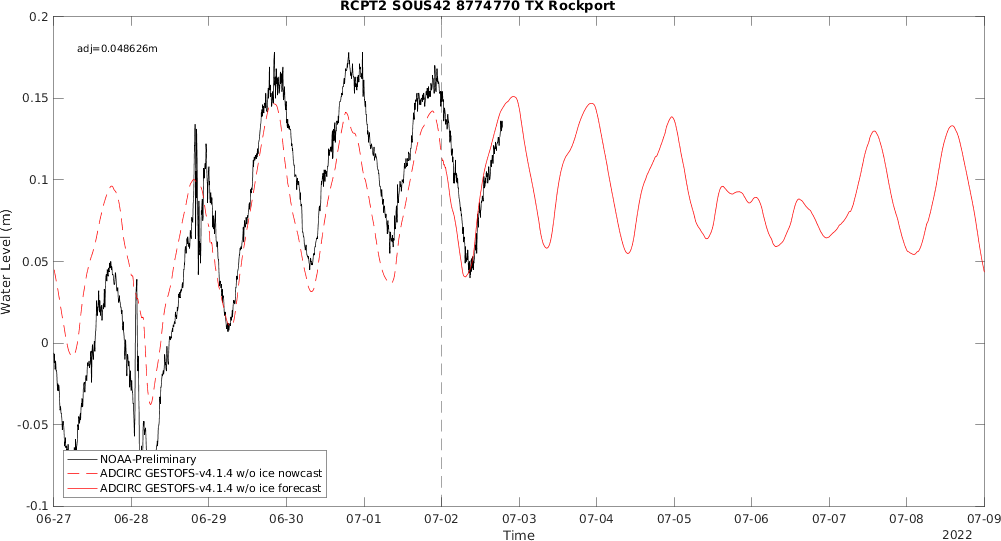 RCPT2 SOUS42 8774770 TX Rockport
adj=0.048626m
0.2
0.15
0.1
0.05
0
-0.05
-0.1
Water Level (m)
NOAA-Preliminary
ADCIRC GESTOFS-v4.1.4 w/o ice nowcast
ADCIRC GESTOFS-v4.1.4 w/o ice forecast
06-27 06-28 06-29 06-30 07-01 07-02 07-03 07-04 07-05 07-06 07-07 07-08 07-09
Time
2022